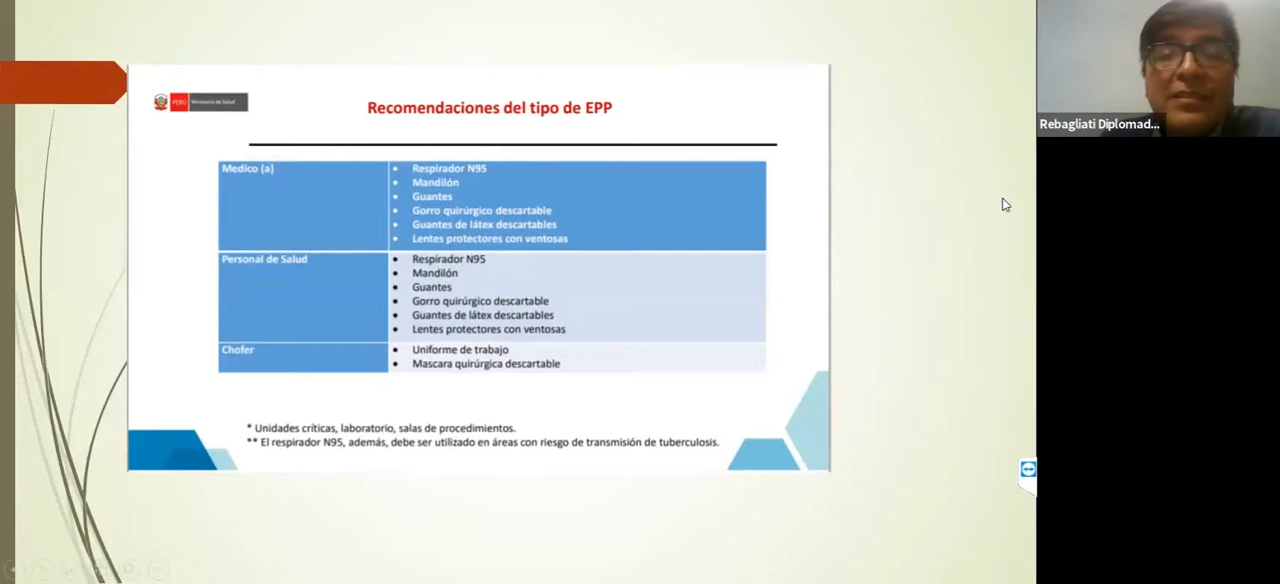 PERÚ Ministerio de Salud
Recomendaciones del tipo de EPP
Medico (a)
• Respirador N95
• Mandilón
• Guantes
• Gorro quirúrgico descartable
• Guantes de látex descartables
• Lentes protectores con ventosas
Personal de Salud
• Respirador N95
• Mandilón
• Guantes
• Gorro quirúrgico descartable
• Guantes de látex descartables
• Lentes protectores con ventosas
Chofer
• Uniforme de trabajo
• Mascara quirúrgica descartable
* Unidades críticas, laboratorio, salas de procedimientos.
** El respirador N95, además, debe ser utilizado en áreas con riesgo de transmisión de tuberculosis.
Rebagliati Diplomad...